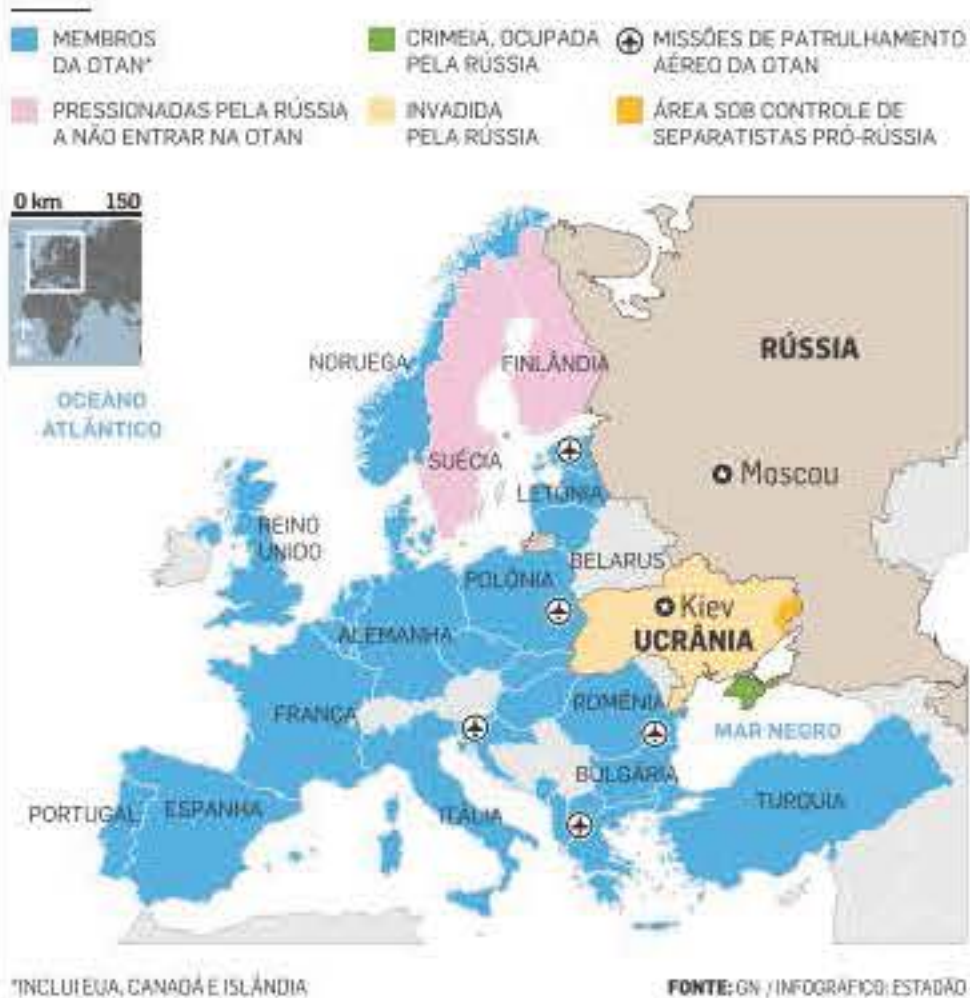 MEMBROS
DA OTAN*
CRIMEIA, OCUPADA
PELA RÚSSIA
MISSÕES DE PATRULHAMENTO
AÉREO DA OTAN
PRESSIONADAS PELA RÚSSIA
A NÃO ENTRAR NA OTAN
INVADIDA
PELA RÚSSIA
ÁREA SOB CONTROLE DE
SEPARATISTAS PRÓ-RÚSSIA
0 km 150
RÚSSIA
NORUEGA
FINLÂNDIA
OCEANO
ATLÂNTICO
SUÉCIA
Moscou
LETÔNIA
REINO
UNIDO
BELARUS
POLÔNIA
Kiev
UCRÂNIA
ALEMANHA
ROMÊNIA
FRANÇA
MAR NEGRO
BULGÁRIA
TURQUIA
PORTUGAL
ESPANHA
ITÁLIA
*INCLUI EUA, CANADÁ E ISLÂNDIA
FONTE: GN / INFOGRÁFICO: ESTADÃO